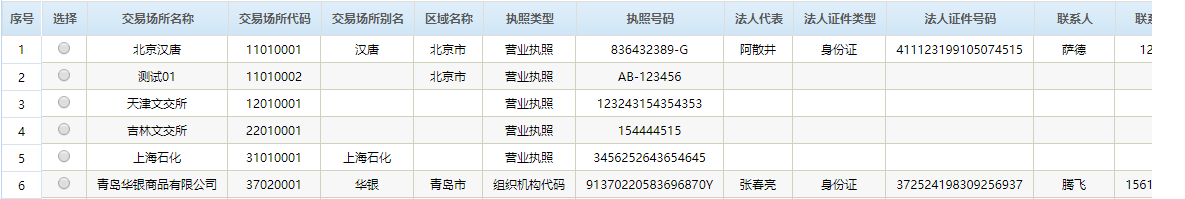 序号 选择 交易场所名称 交易场所代码 交易场所别名 区域名称 执照类型 执照号码 法人代表 法人证件类型 法人证件号码 联系人 联系
1 北京汉唐 11010001 汉唐 北京市 营业执照 836432389-G 阿散井 身份证 411123199105074515 萨德 12
2 测试01 11010002 北京市 营业执照 AB-123456
3 天津文交所 12010001 营业执照 123243154354353
4 吉林文交所 22010001 营业执照 154444515
5 上海石化 31010001 上海石化 营业执照 3456252643654645
6 青岛华银商品有限公司 37020001 华银 青岛市 组织机构代码 91370220583696870Y 张春亮 身份证 372524198309256937 腾飞 1561